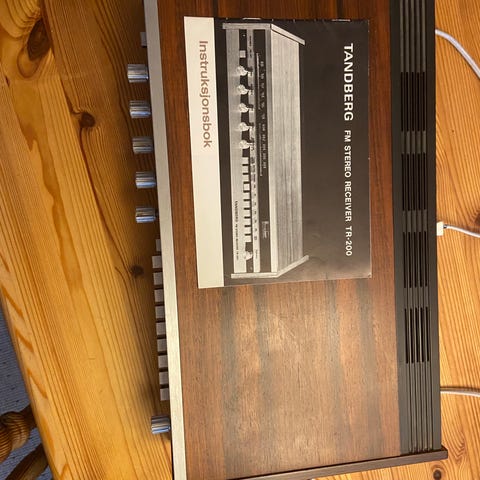 TANDBERG FM STEREO RECEIVER TR-200
Instruksjonsbok